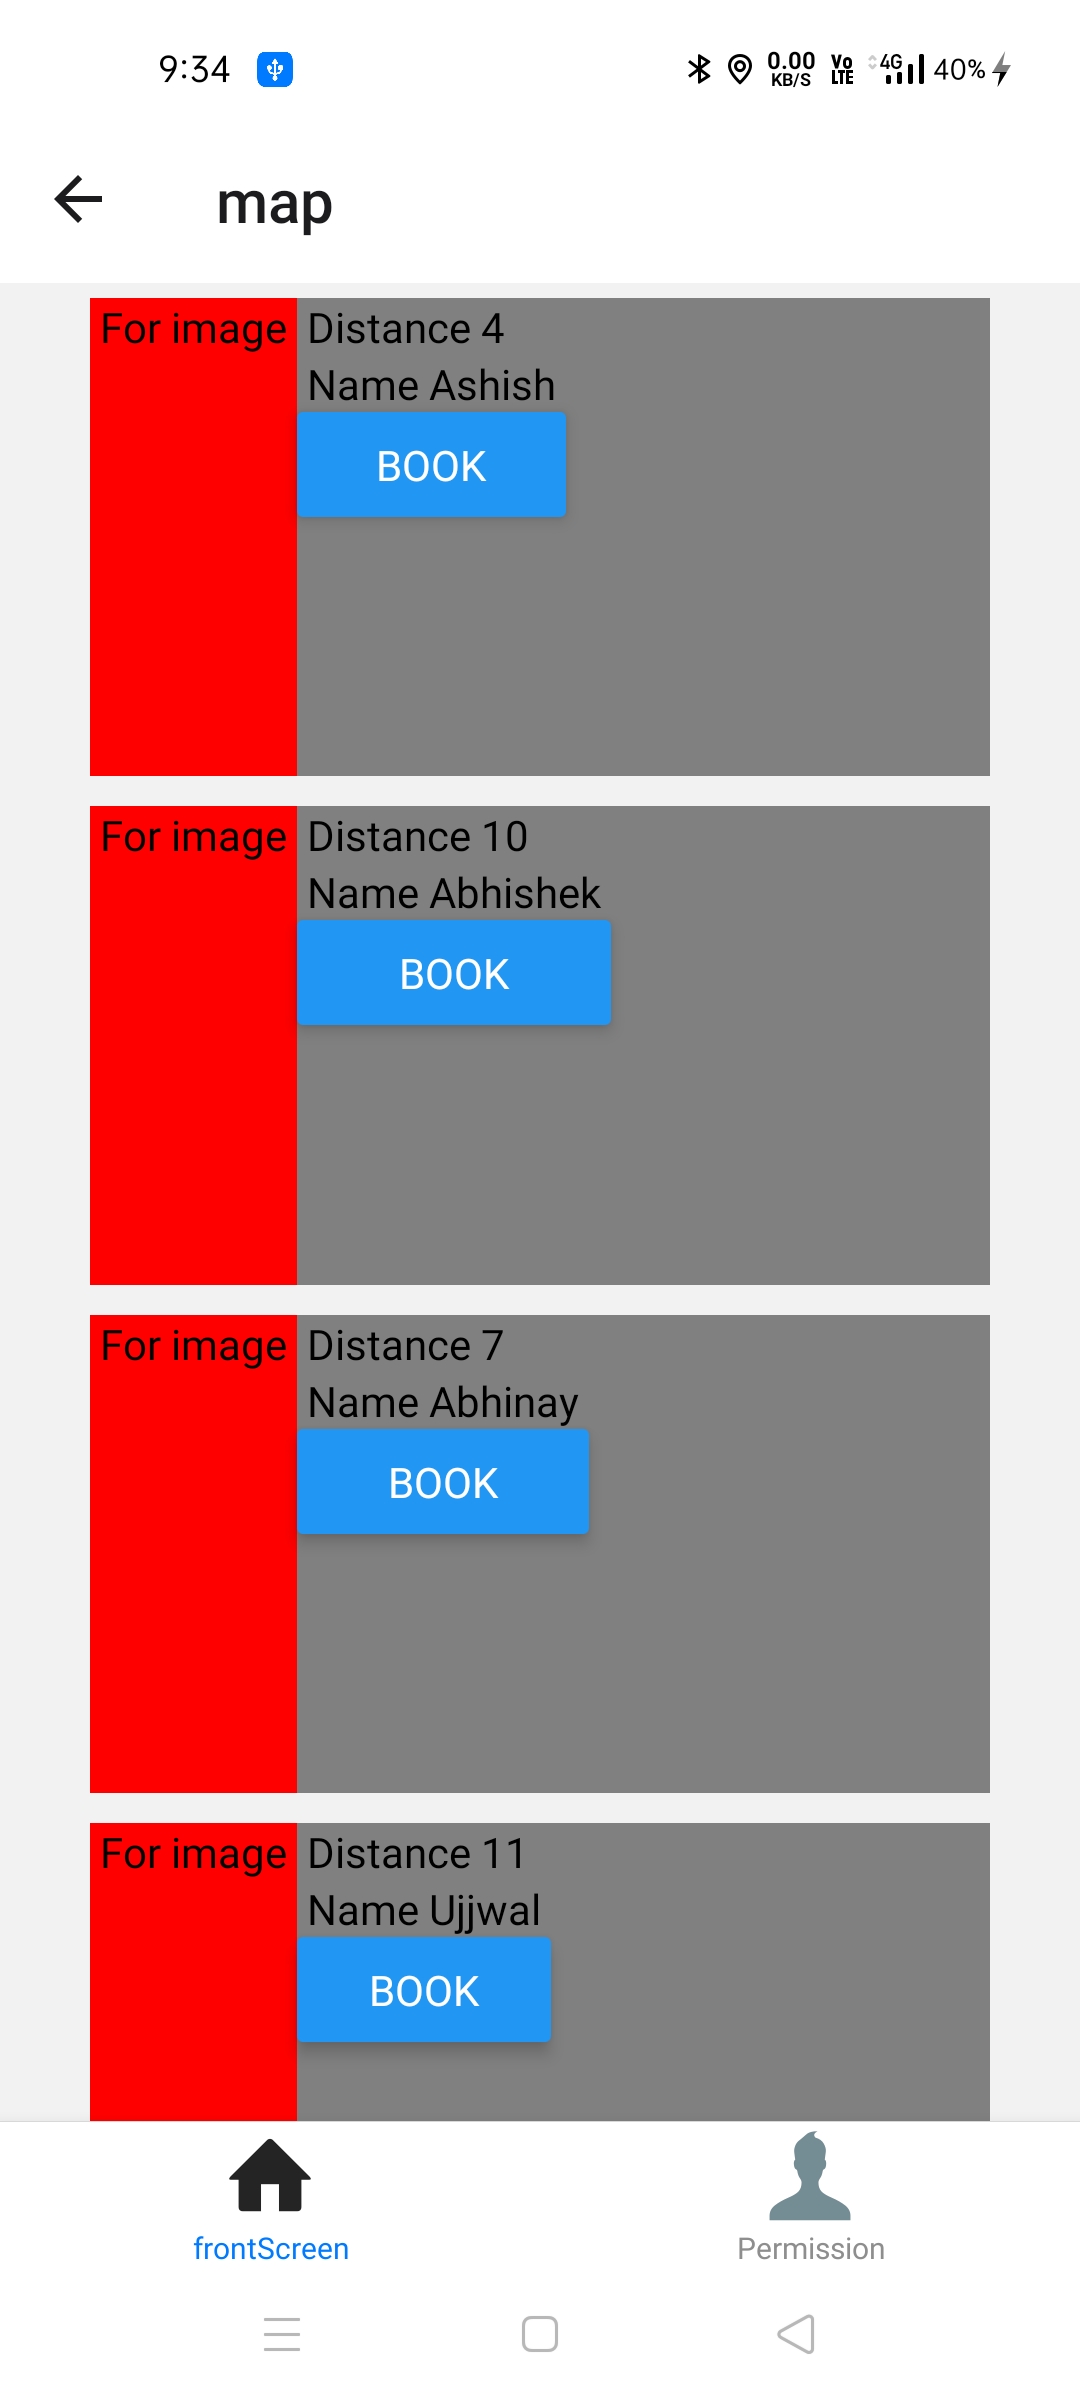 9:34 0.00 KB/S Vo LTE 4G 40%
map
For image Distance 4
Name Ashish
BOOK
For image Distance 10
Name Abhishek
BOOK
For image Distance 7
Name Abhinay
BOOK
For image Distance 11
Name Ujjwal
BOOK
frontScreen Permission